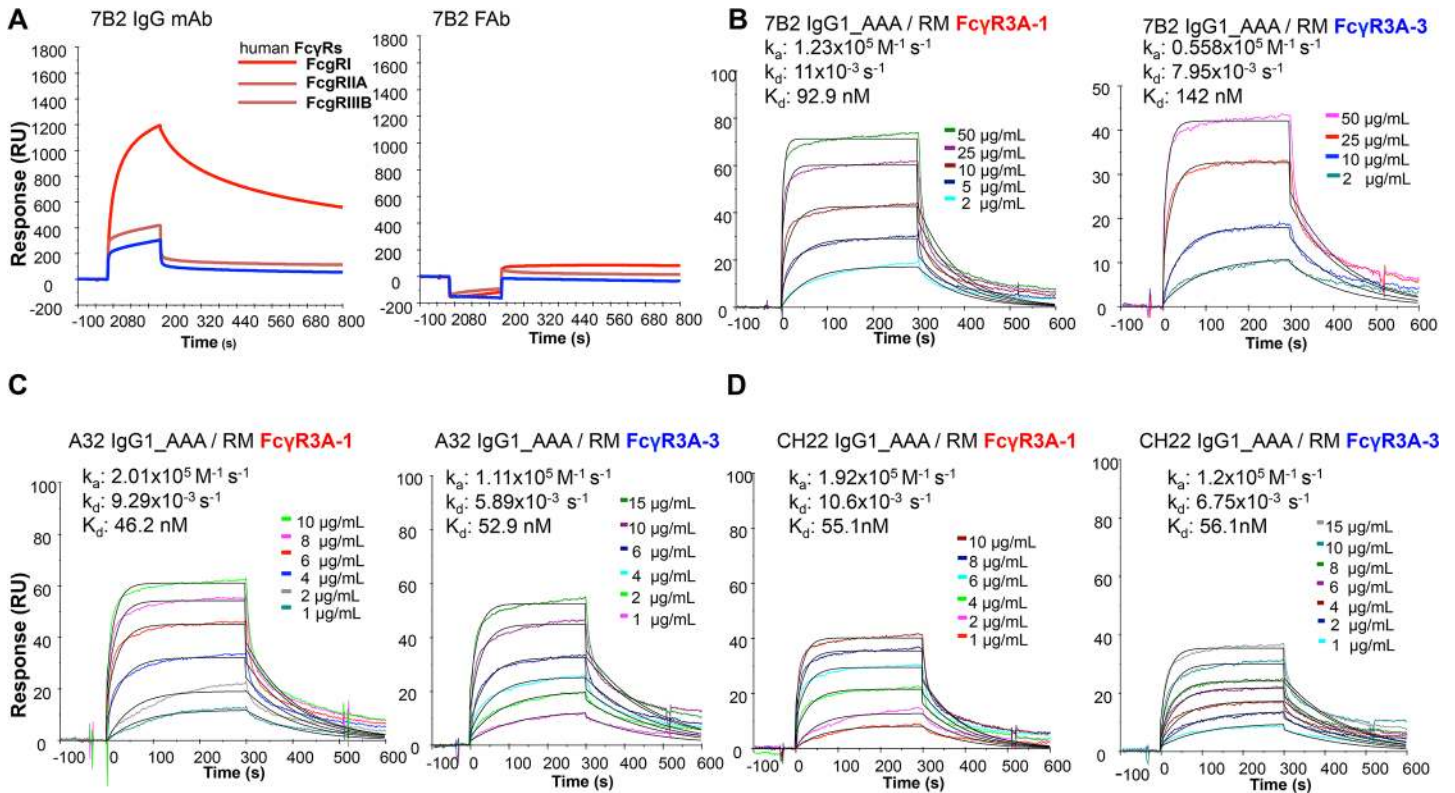 A
7B2 IgG mAb
7B2 FAb
1800
1600
1400
1200
1000
800
600
400
200
0
-200
Response (RU)
human FcɣRs
FcgRI
FcgRIIA
FcgRIIIB
-100 2080 200 320 440 560 680 800
Time (s)
1800
1600
1400
1200
1000
800
600
400
200
0
-200
-100 2080 200 320 440 560 680 800
Time (s)
B
7B2 IgG1_AAA / RM FcɣR3A-1
ka: 1.23x10⁵ M⁻¹ s⁻¹
kd: 11x10⁻³ s⁻¹
Kd: 92.9 nM
100
80
60
40
20
0
50 µg/mL
25 µg/mL
10 µg/mL
5 µg/mL
2 µg/mL
-100 0 100 200 300 400 500 600
Time (s)
7B2 IgG1_AAA / RM FcɣR3A-3
ka: 0.558x10⁵ M⁻¹ s⁻¹
kd: 7.95x10⁻³ s⁻¹
Kd: 142 nM
50
40
30
20
10
0
50 µg/mL
25 µg/mL
10 µg/mL
2 µg/mL
-100 0 100 200 300 400 500 600
Time (s)
C
A32 IgG1_AAA / RM FcɣR3A-1
ka: 2.01x10⁵ M⁻¹ s⁻¹
kd: 9.29x10⁻³ s⁻¹
Kd: 46.2 nM
100
80
60
40
20
0
Response (RU)
10 µg/mL
8 µg/mL
6 µg/mL
4 µg/mL
2 µg/mL
1 µg/mL
-100 0 100 200 300 400 500 600
Time (s)
A32 IgG1_AAA / RM FcɣR3A-3
ka: 1.11x10⁵ M⁻¹ s⁻¹
kd: 5.89x10⁻³ s⁻¹
Kd: 52.9 nM
100
80
60
40
20
0
15 µg/mL
10 µg/mL
6 µg/mL
4 µg/mL
2 µg/mL
1 µg/mL
-100 0 100 200 300 400 500 600
Time (s)
D
CH22 IgG1_AAA / RM FcɣR3A-1
ka: 1.92x10⁵ M⁻¹ s⁻¹
kd: 10.6x10⁻³ s⁻¹
Kd: 55.1nM
100
80
60
40
20
0
10 µg/mL
8 µg/mL
6 µg/mL
4 µg/mL
2 µg/mL
1 µg/mL
-100 0 100 200 300 400 500 600
Time (s)
CH22 IgG1_AAA / RM FcɣR3A-3
ka: 1.2x10⁵ M⁻¹ s⁻¹
kd: 6.75x10⁻³ s⁻¹
Kd: 56.1nM
100
80
60
40
20
0
15 µg/mL
10 µg/mL
8 µg/mL
6 µg/mL
4 µg/mL
2 µg/mL
1 µg/mL
-100 0 100 200 300 400 500 600
Time (s)